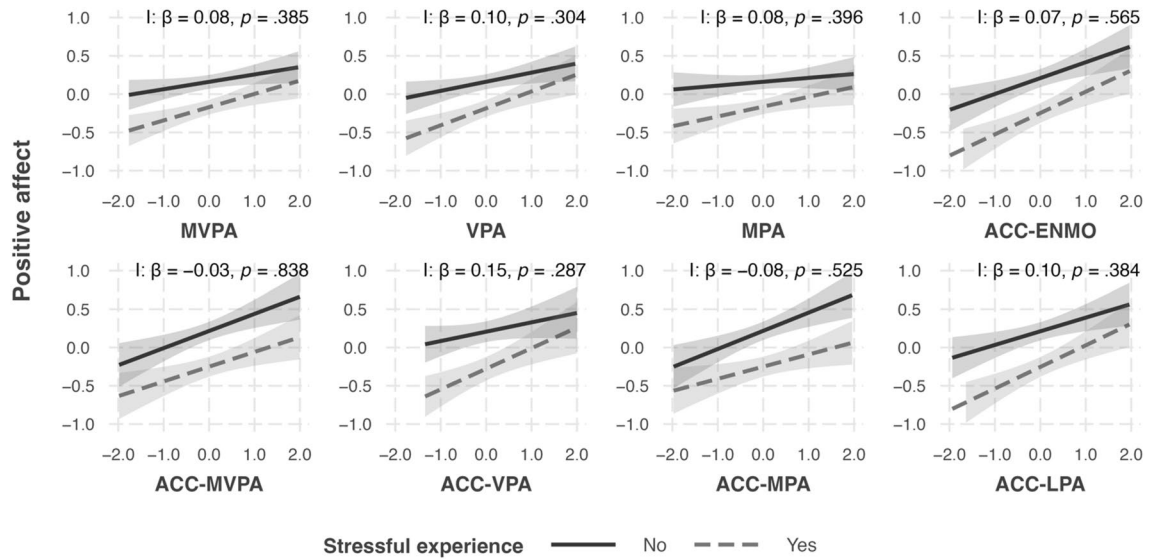 I: β = 0.08, p = .385
I: β = 0.10, p = .304
I: β = 0.08, p = .396
I: β = 0.07, p = .565
1.0
0.5
0.0
−0.5
−1.0
1.0
0.5
0.0
−0.5
−1.0
1.0
0.5
0.0
−0.5
−1.0
1.0
0.5
0.0
−0.5
−1.0
−2.0 −1.0 0.0 1.0 2.0
−2.0 −1.0 0.0 1.0 2.0
−2.0 −1.0 0.0 1.0 2.0
−2.0 −1.0 0.0 1.0 2.0
MVPA
VPA
MPA
ACC-ENMO
Positive affect
I: β = −0.03, p = .838
I: β = 0.15, p = .287
I: β = −0.08, p = .525
I: β = 0.10, p = .384
1.0
0.5
0.0
−0.5
−1.0
1.0
0.5
0.0
−0.5
−1.0
1.0
0.5
0.0
−0.5
−1.0
1.0
0.5
0.0
−0.5
−1.0
−2.0 −1.0 0.0 1.0 2.0
−2.0 −1.0 0.0 1.0 2.0
−2.0 −1.0 0.0 1.0 2.0
−2.0 −1.0 0.0 1.0 2.0
ACC-MVPA
ACC-VPA
ACC-MPA
ACC-LPA
Stressful experience No Yes